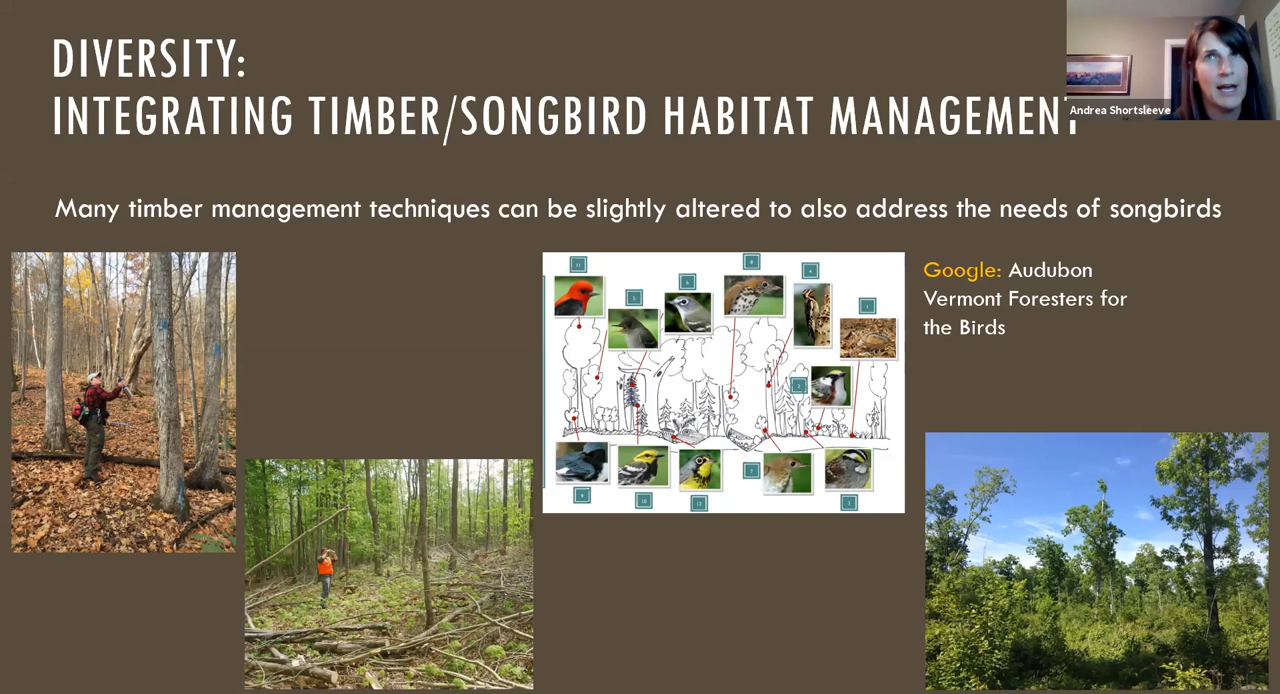 DIVERSITY:
INTEGRATING TIMBER/SONGBIRD HABITAT MANAGEMENT
Andrea Shortsleeve
Many timber management techniques can be slightly altered to also address the needs of songbirds
Google: Audubon
Vermont Foresters for
the Birds